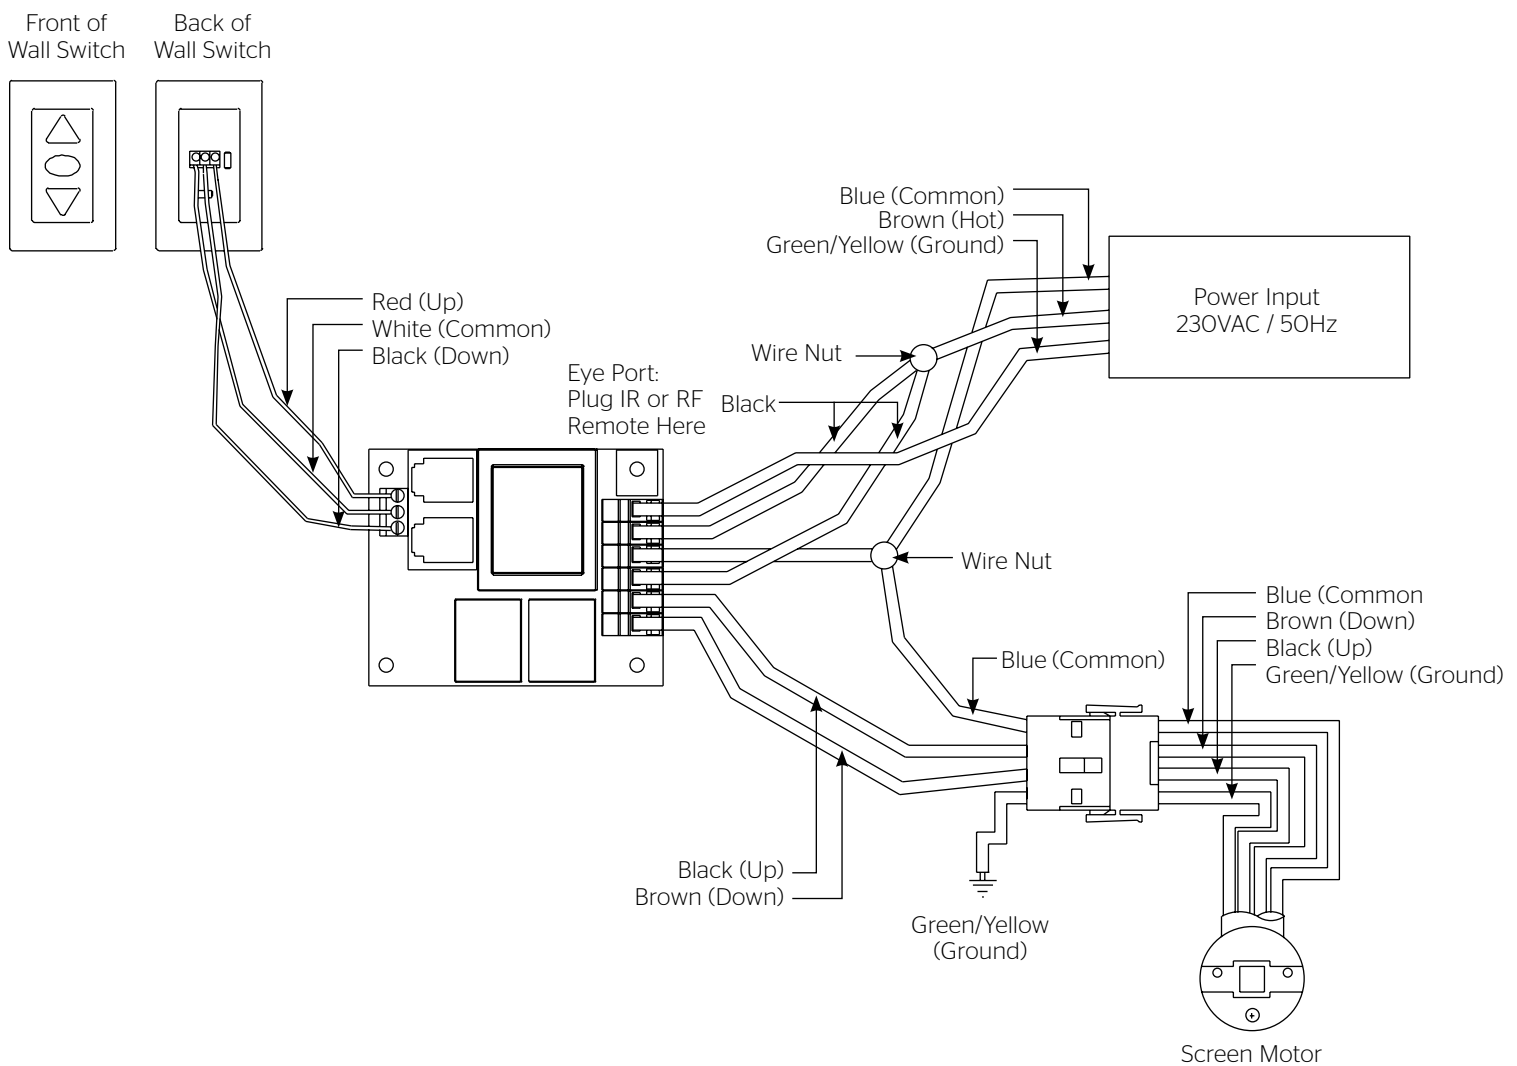 Front of
Wall Switch
Back of
Wall Switch
Red (Up)
White (Common)
Black (Down)
Eye Port:
Plug IR or RF
Remote Here
Blue (Common)
Brown (Hot)
Green/Yellow (Ground)
Power Input
230VAC / 50Hz
Wire Nut
Black
Wire Nut
Blue (Common)
Blue (Common
Brown (Down)
Black (Up)
Green/Yellow (Ground)
Black (Up)
Brown (Down)
Green/Yellow
(Ground)
Screen Motor